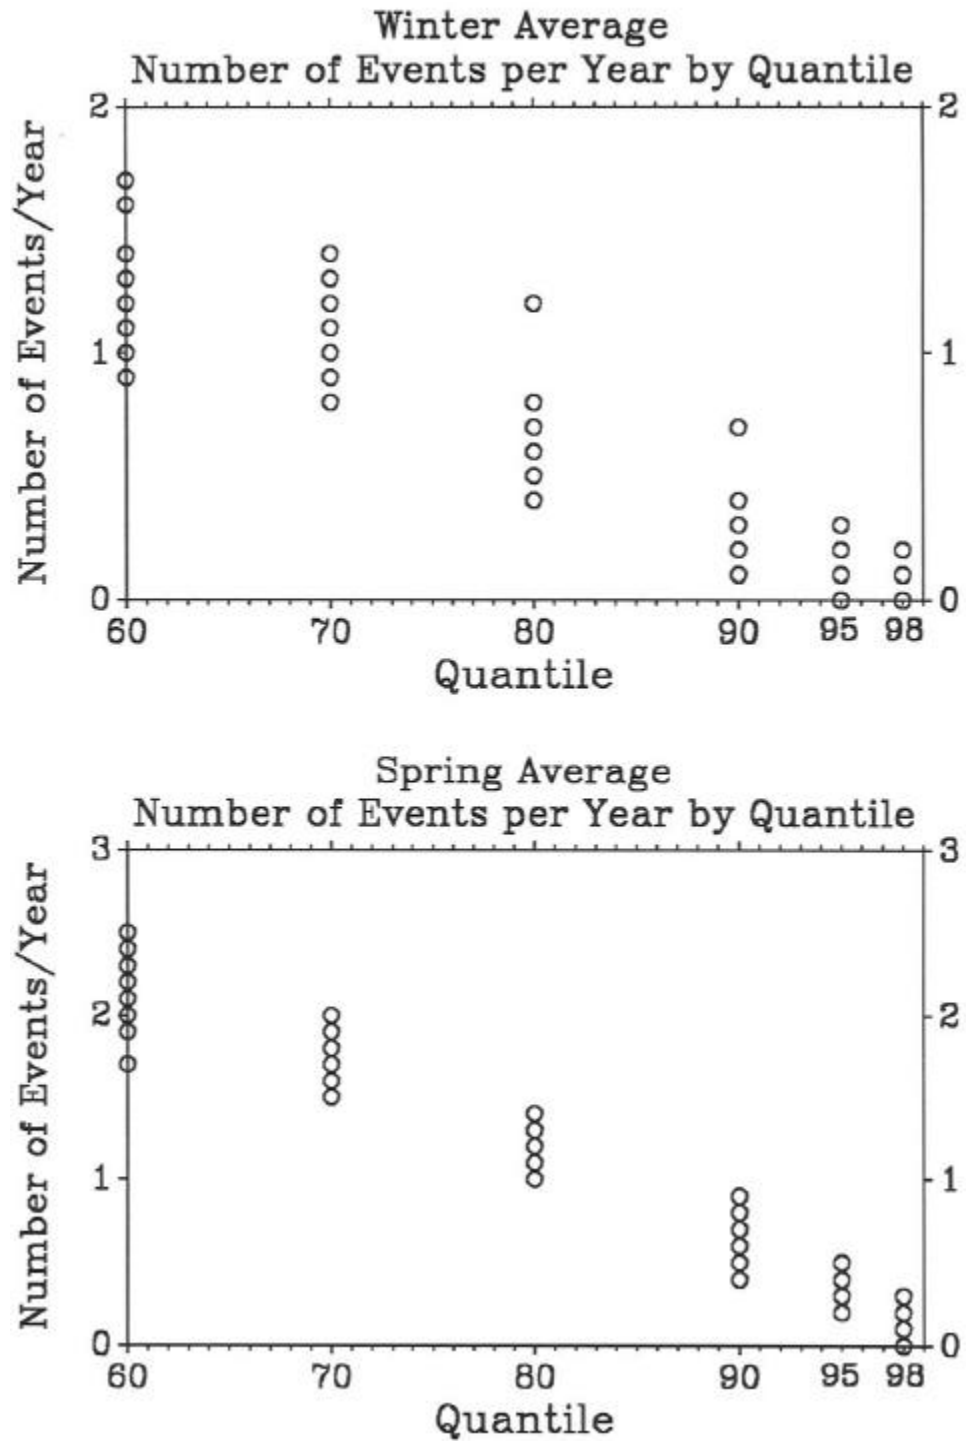 Winter Average
Number of Events per Year by Quantile
2 2
Number of Events/Year
1 1
0 0
60 70 80 90 95 98
Quantile
Spring Average
Number of Events per Year by Quantile
3 3
Number of Events/Year
2 2
1 1
0 0
60 70 80 90 95 98
Quantile